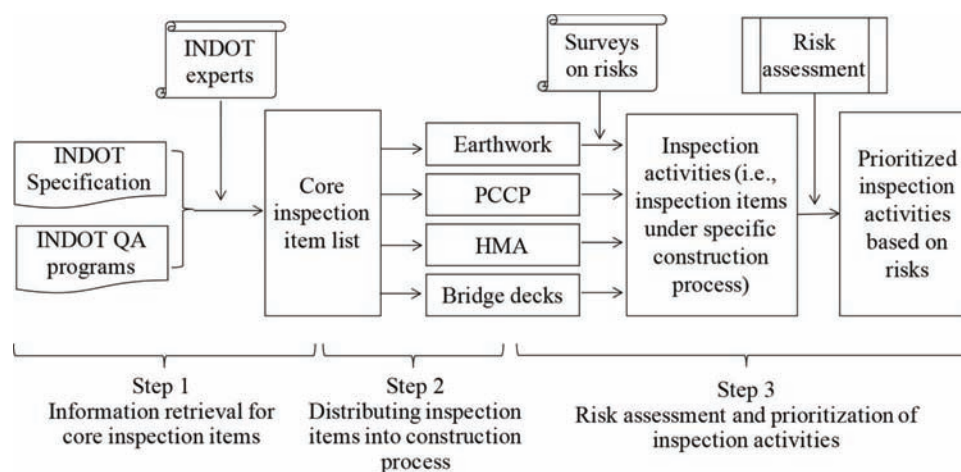 INDOT
experts
Surveys
on risks
Risk
assessment
INDOT
Specification
INDOT QA
programs
Core
inspection
item list
Earthwork
PCCP
HMA
Bridge decks
Inspection
activities (i.e.,
inspection items
under specific
construction
process)
Prioritized
inspection
activities
based on
risks
Step 1
Information retrieval for
core inspection items
Step 2
Distributing inspection
items into construction
process
Step 3
Risk assessment and prioritization of
inspection activities